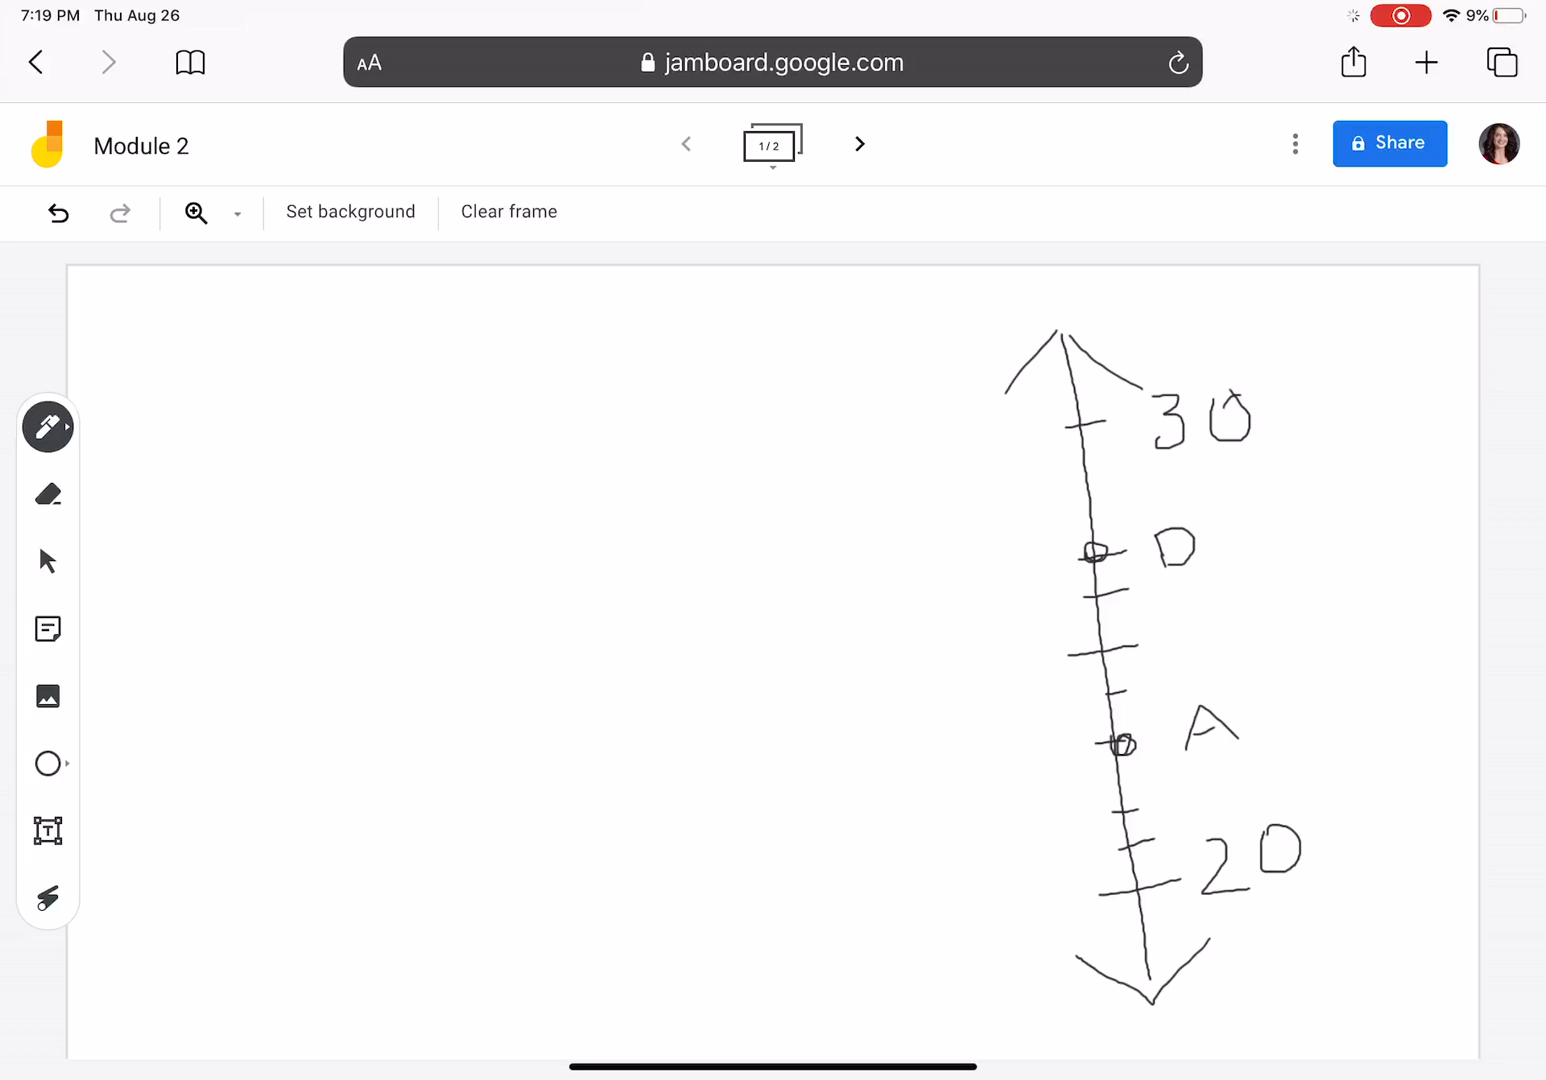 7:19 PM Thu Aug 26
9%
AA jamboard.google.com
Module 2
1/2
Share
Set background
Clear frame
30
D
A
20
T